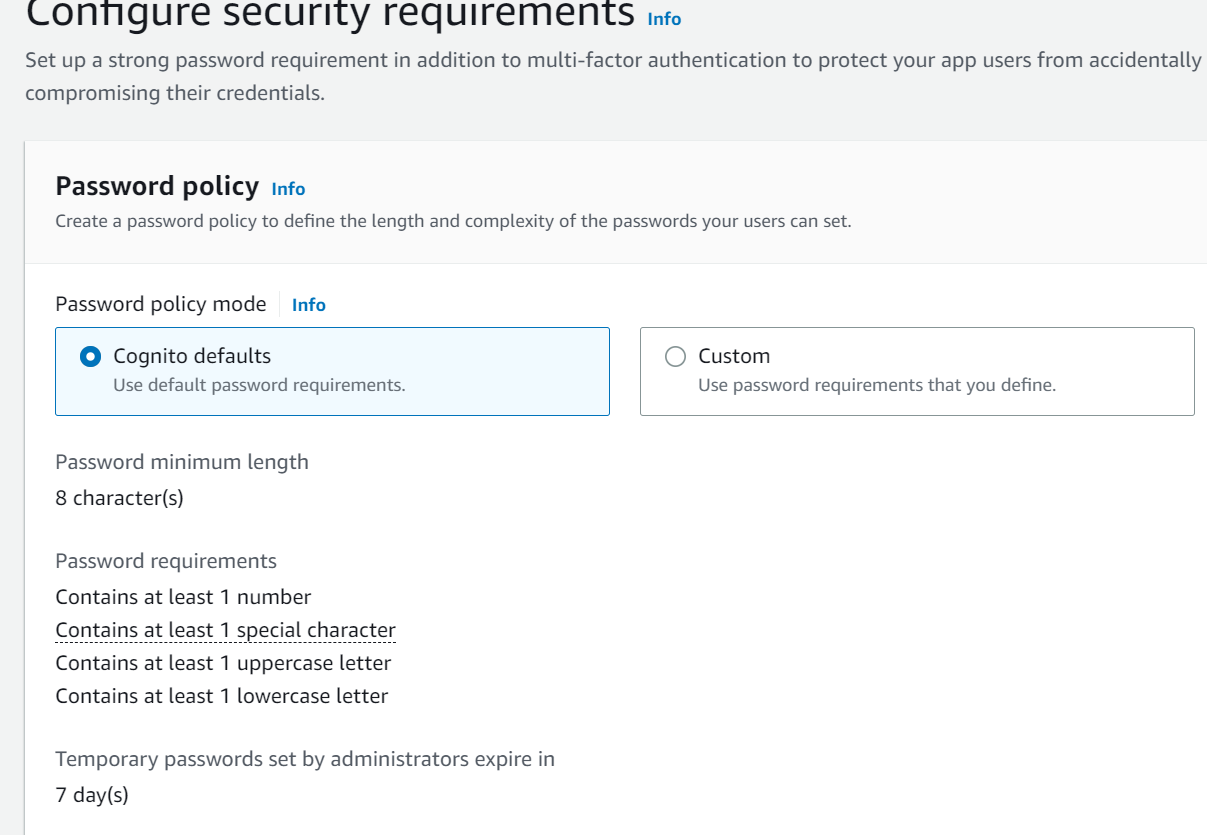 Configure security requirements Info
Set up a strong password requirement in addition to multi-factor authentication to protect your app users from accidentally
compromising their credentials.
Password policy Info
Create a password policy to define the length and complexity of the passwords your users can set.
Password policy mode Info
Cognito defaults
Use default password requirements.
Custom
Use password requirements that you define.
Password minimum length
8 character(s)
Password requirements
Contains at least 1 number
Contains at least 1 special character
Contains at least 1 uppercase letter
Contains at least 1 lowercase letter
Temporary passwords set by administrators expire in
7 day(s)